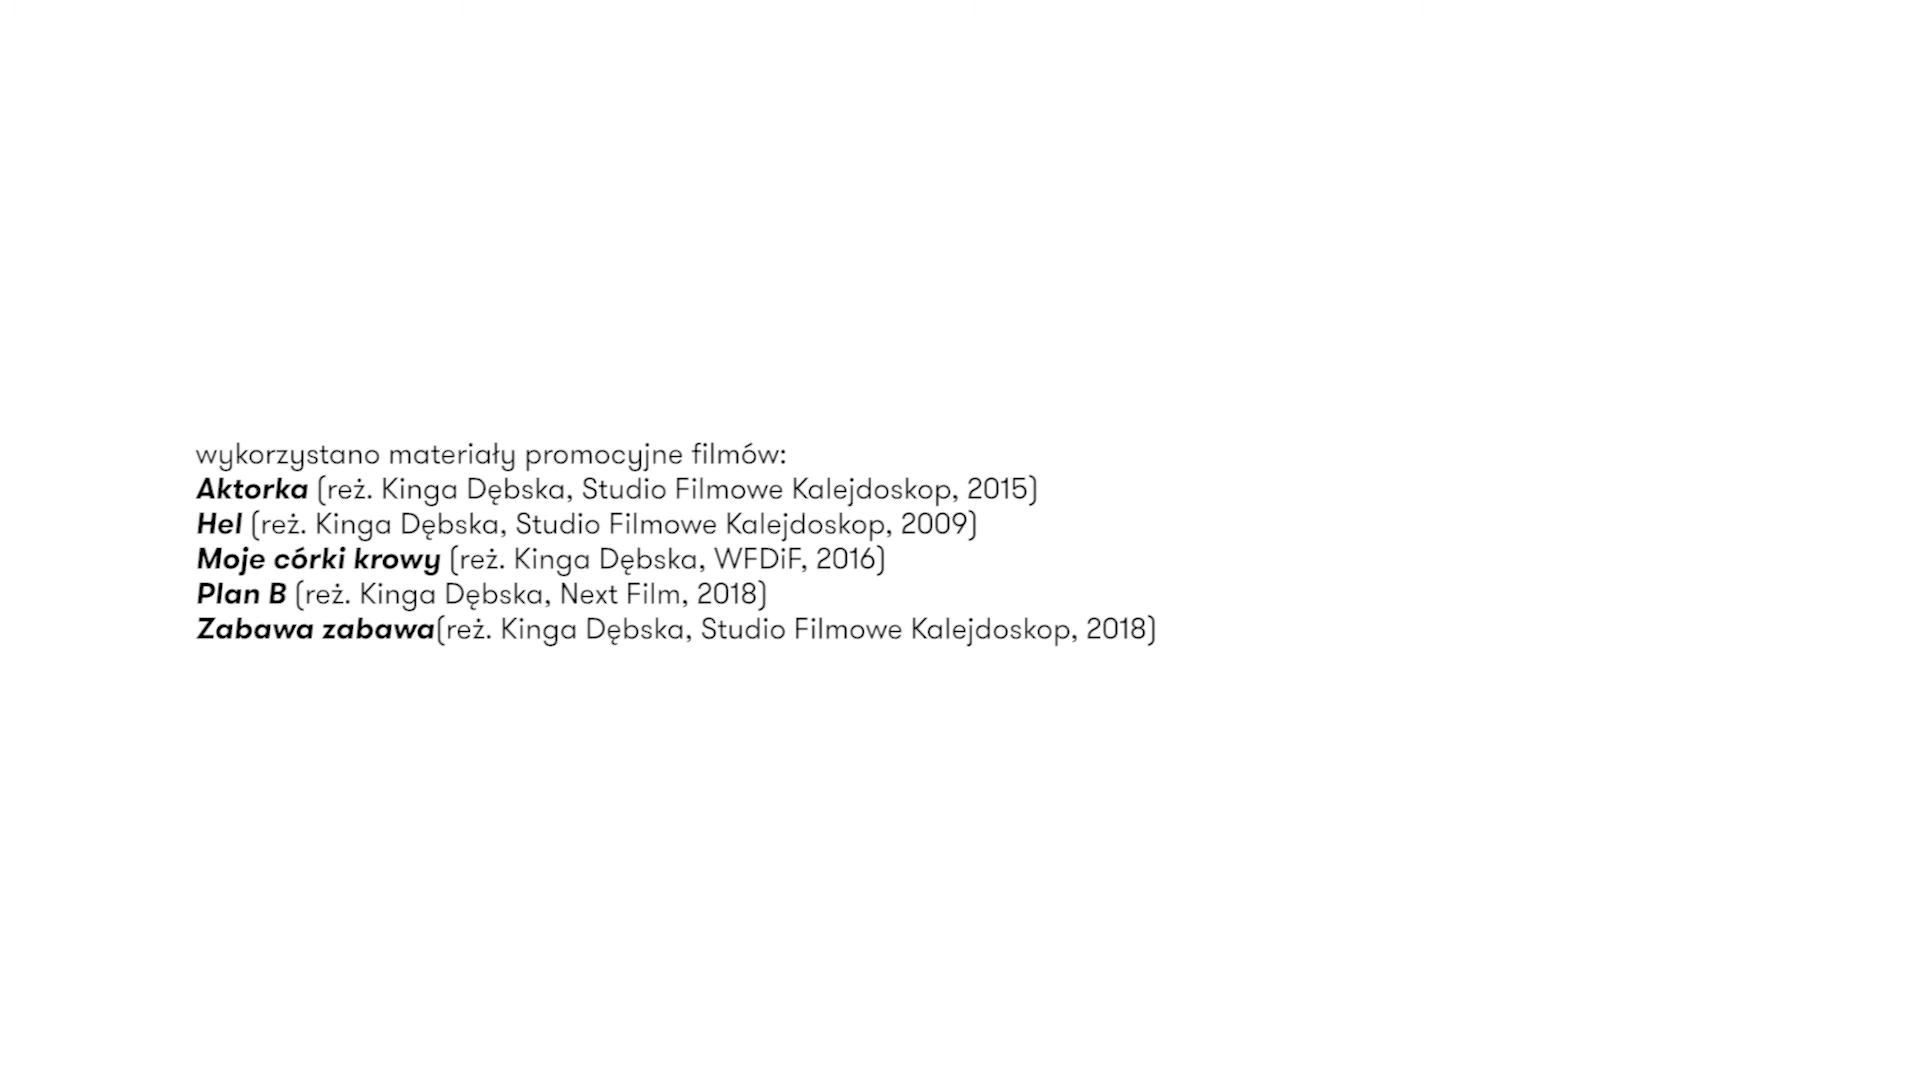 wykorzystano materiały promocyjne filmów:
Aktorka (reż. Kinga Dębska, Studio Filmowe Kalejdoskop, 2015)
Hel (reż. Kinga Dębska, Studio Filmowe Kalejdoskop, 2009)
Moje córki krowy (reż. Kinga Dębska, WFDiF, 2016)
Plan B (reż. Kinga Dębska, Next Film, 2018)
Zabawa zabawa(reż. Kinga Dębska, Studio Filmowe Kalejdoskop, 2018)